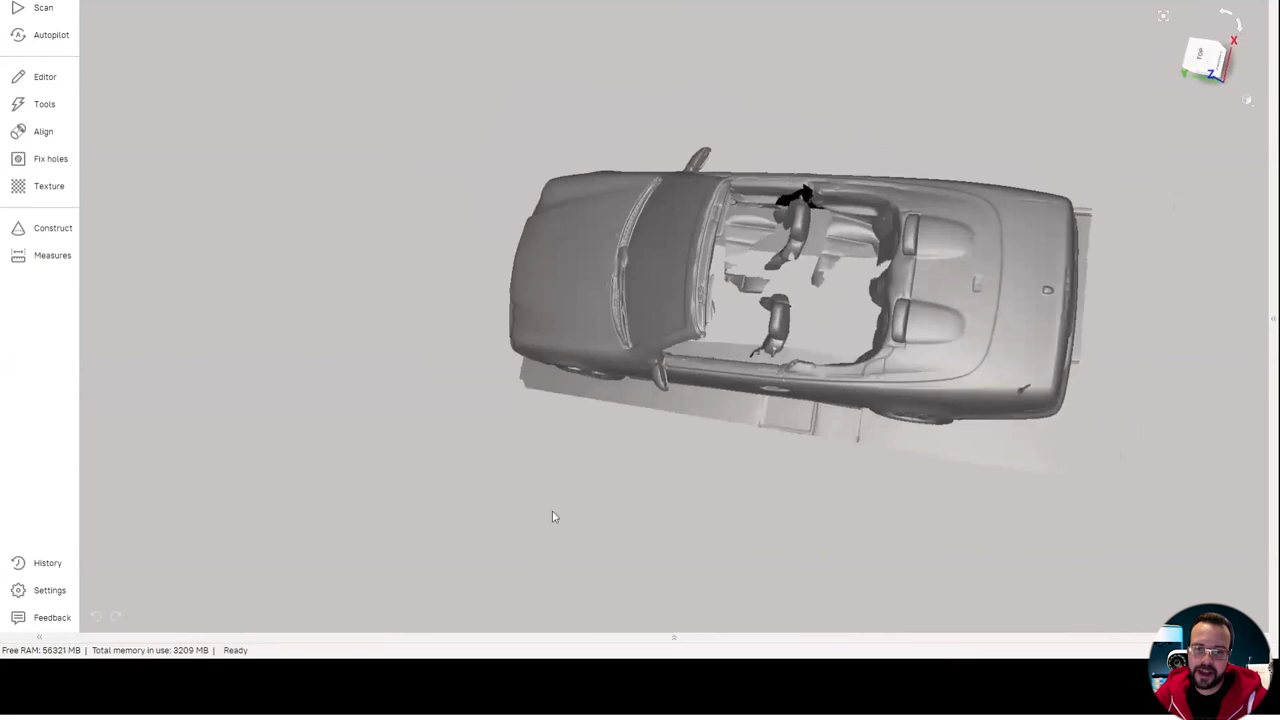 Scan
Autopilot
Editor
Tools
Align
Fix holes
Texture
Construct
Measures
History
Settings
Feedback
TOP
X
Y
Z
Free RAM: 56321 MB | Total memory in use: 3209 MB | Ready